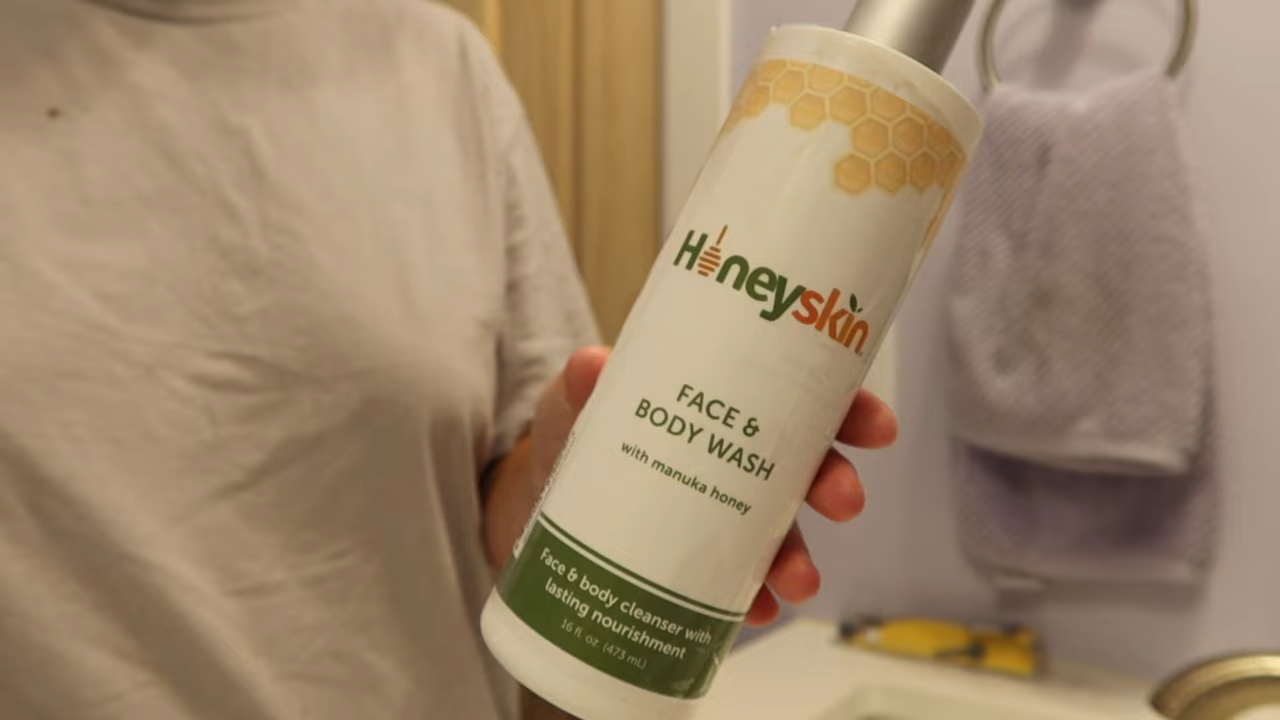 Honeyskin
FACE &
BODY WASH
with manuka honey
Face & body cleanser with
lasting nourishment
16 fl. oz. (473 mL)